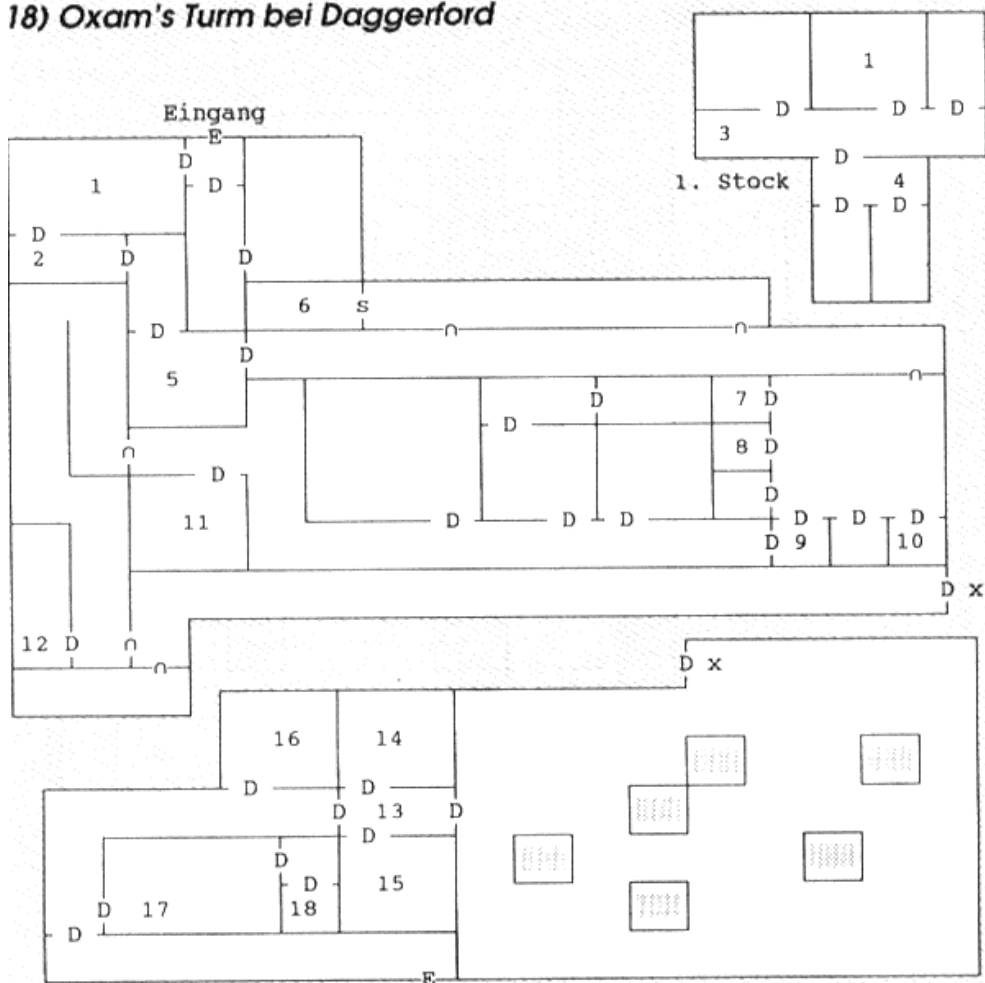 18) Oxam's Turm bei Daggerford
1
Eingang
D D D
E
3
D
D
1 D
1. Stock 4
D D D
D
2 D D
6 S
D ∩ ∩
D
5 ∩
7 D
D
D
∩ 8 D
D
11 D
D D D D D D
D 9 10
D x
12 D ∩
∩ D x
16 14
D D
D 13 D
D
D
D 15
D 17 18
D
E